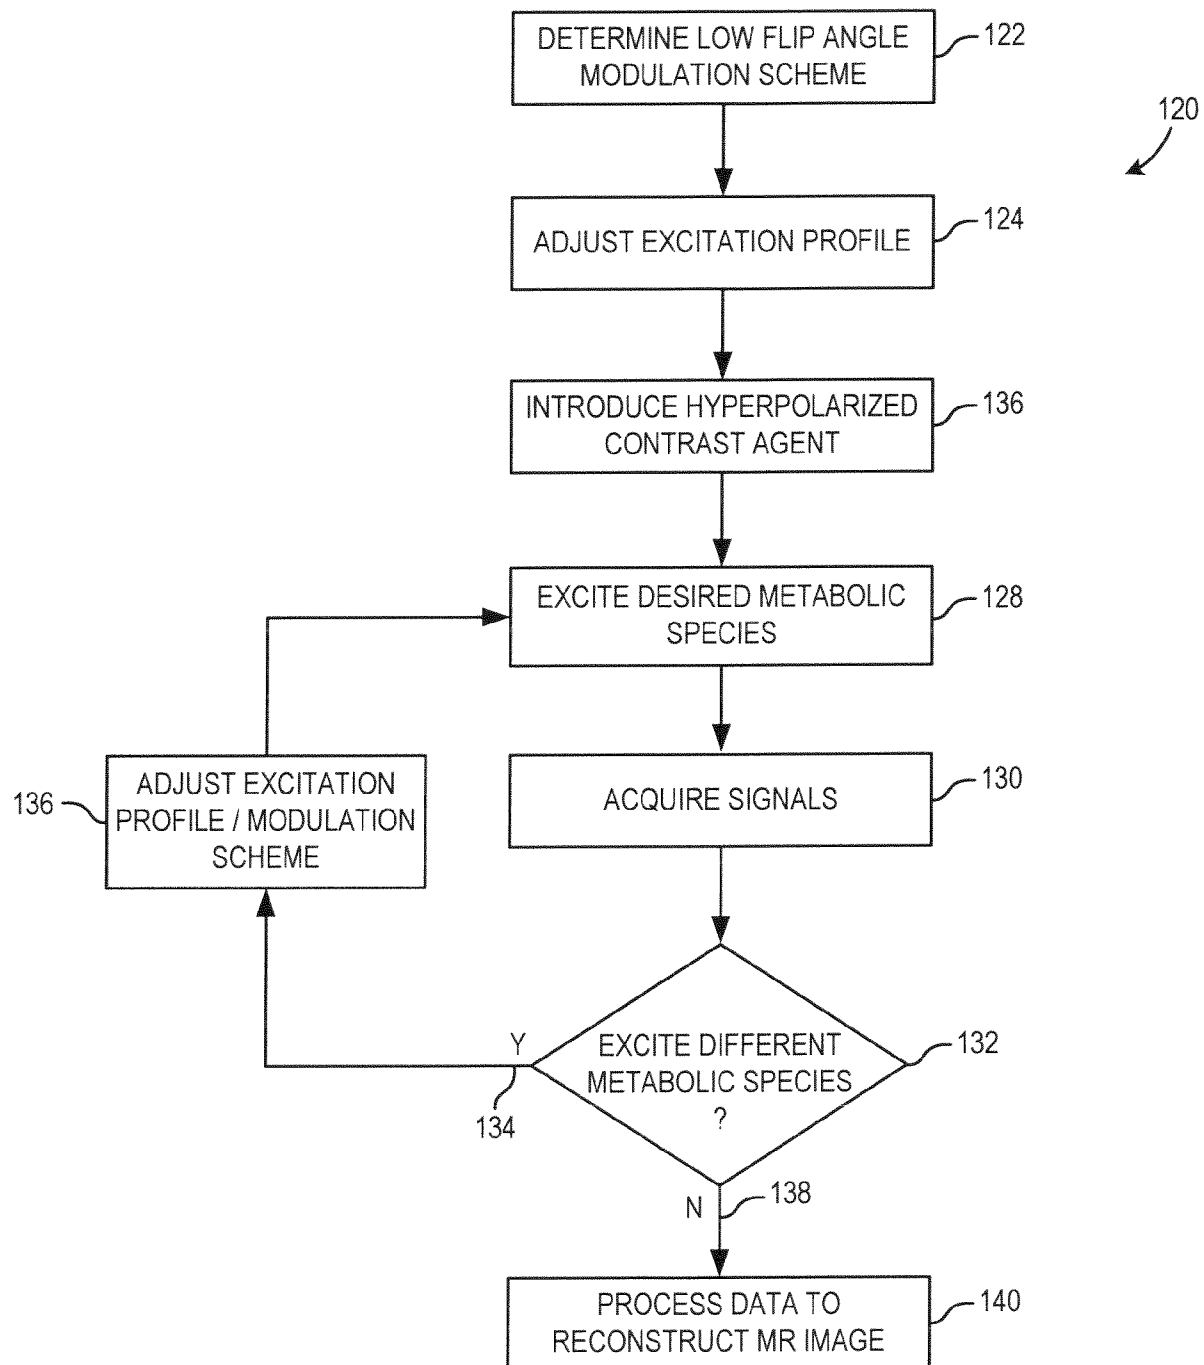 DETERMINE LOW FLIP ANGLE
MODULATION SCHEME
122
120
ADJUST EXCITATION PROFILE
124
INTRODUCE HYPERPOLARIZED
CONTRAST AGENT
136
EXCITE DESIRED METABOLIC
SPECIES
128
ADJUST EXCITATION
PROFILE / MODULATION
SCHEME
136
ACQUIRE SIGNALS
130
EXCITE DIFFERENT
METABOLIC SPECIES
?
132
Y
134
N
138
PROCESS DATA TO
RECONSTRUCT MR IMAGE
140